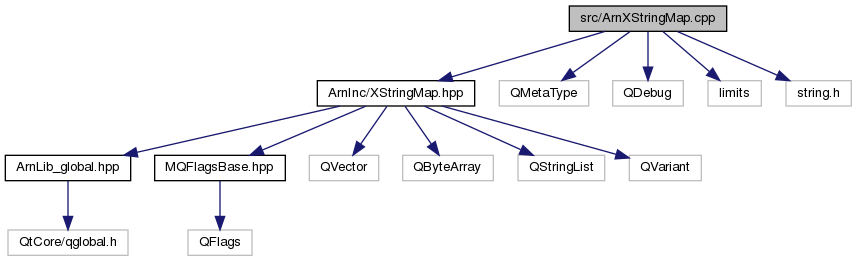 src/ArnXStringMap.cpp
ArnInc/XStringMap.hpp
QMetaType
QDebug
limits
string.h
ArnLib_global.hpp
MQFlagsBase.hpp
QVector
QByteArray
QStringList
QVariant
QtCore/qglobal.h
QFlags